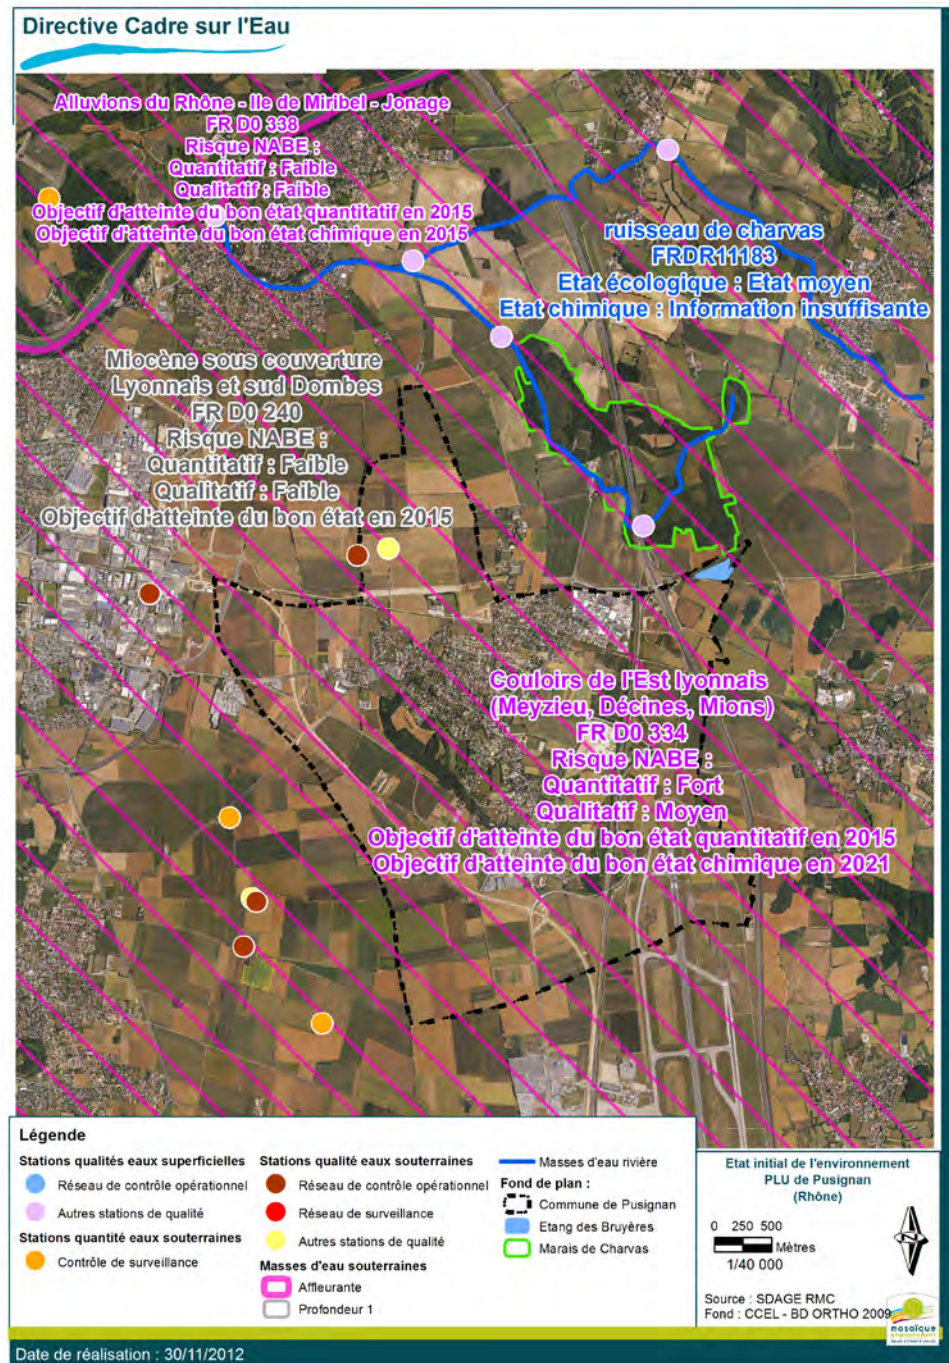 Directive Cadre sur l'Eau
Alluvions du Rhône - Ile de Miribel - Jonage
FR D0 338
Risque NABE :
Quantitatif : Faible
Qualitatif : Faible
Objectif d'atteinte du bon état quantitatif en 2015
Objectif d'atteinte du bon état chimique en 2015
ruisseau de charvas
FRDR11183
Etat écologique : Etat moyen
Etat chimique : Information insuffisante
Miocène sous couverture
Lyonnais et sud Dombes
FR D0 240
Risque NABE :
Quantitatif : Faible
Qualitatif : Faible
Objectif d'atteinte du bon état en 2015
Couloirs de l'Est lyonnais
(Meyzieu, Décines, Mions)
FR D0 334
Risque NABE :
Quantitatif : Fort
Qualitatif : Moyen
Objectif d'atteinte du bon état quantitatif en 2015
Objectif d'atteinte du bon état chimique en 2021
Légende
Stations qualités eaux superficielles
Réseau de contrôle opérationnel
Autres stations de qualité
Stations quantité eaux souterraines
Contrôle de surveillance
Stations qualité eaux souterraines
Réseau de contrôle opérationnel
Réseau de surveillance
Autres stations de qualité
Masses d'eau souterraines
Affleurante
Profondeur 1
Masses d'eau rivière
Fond de plan :
Commune de Pusignan
Etang des Bruyères
Marais de Charvas
Etat initial de l'environnement
PLU de Pusignan
(Rhône)
0 250 500
Mètres
1/40 000
N
Source : SDAGE RMC
Fond : CCEL - BD ORTHO 2009
mosaïque
environnement
Date de réalisation : 30/11/2012